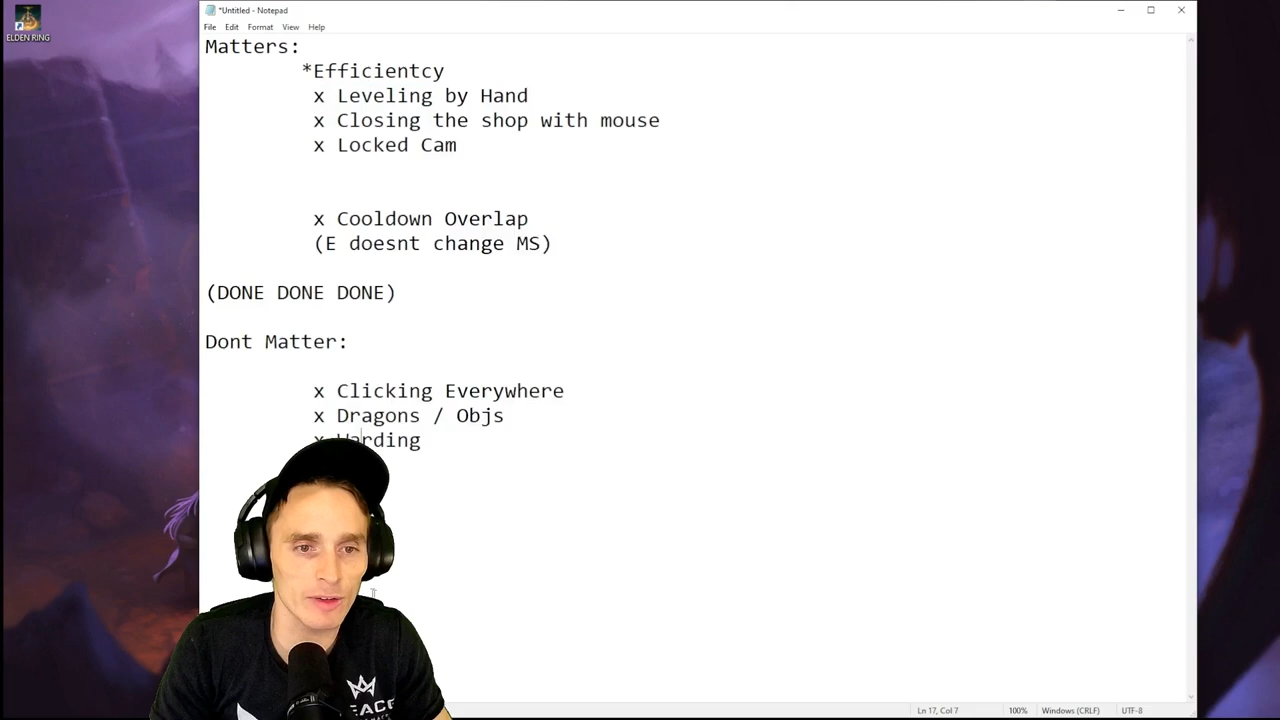 ELDEN RING
*Untitled - Notepad
File Edit Format View Help
Matters:
*Efficientcy
x Leveling by Hand
x Closing the shop with mouse
x Locked Cam
x Cooldown Overlap
(E doesnt change MS)
(DONE DONE DONE)
Dont Matter:
x Clicking Everywhere
x Dragons / Objs
x Warding
Ln 17, Col 7 100% Windows (CRLF) UTF-8